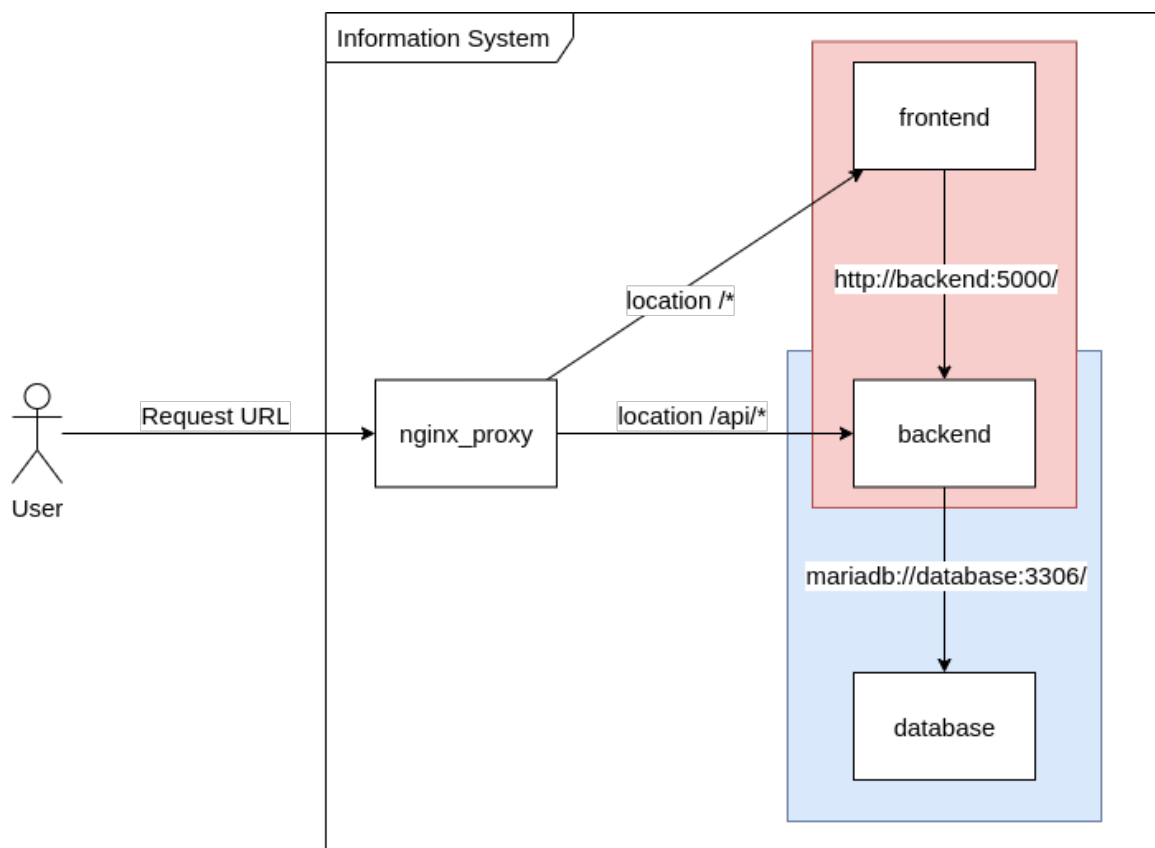 Information System
frontend
http://backend:5000/
location /*
Request URL
nginx_proxy
location /api/*
backend
User
mariadb://database:3306/
database